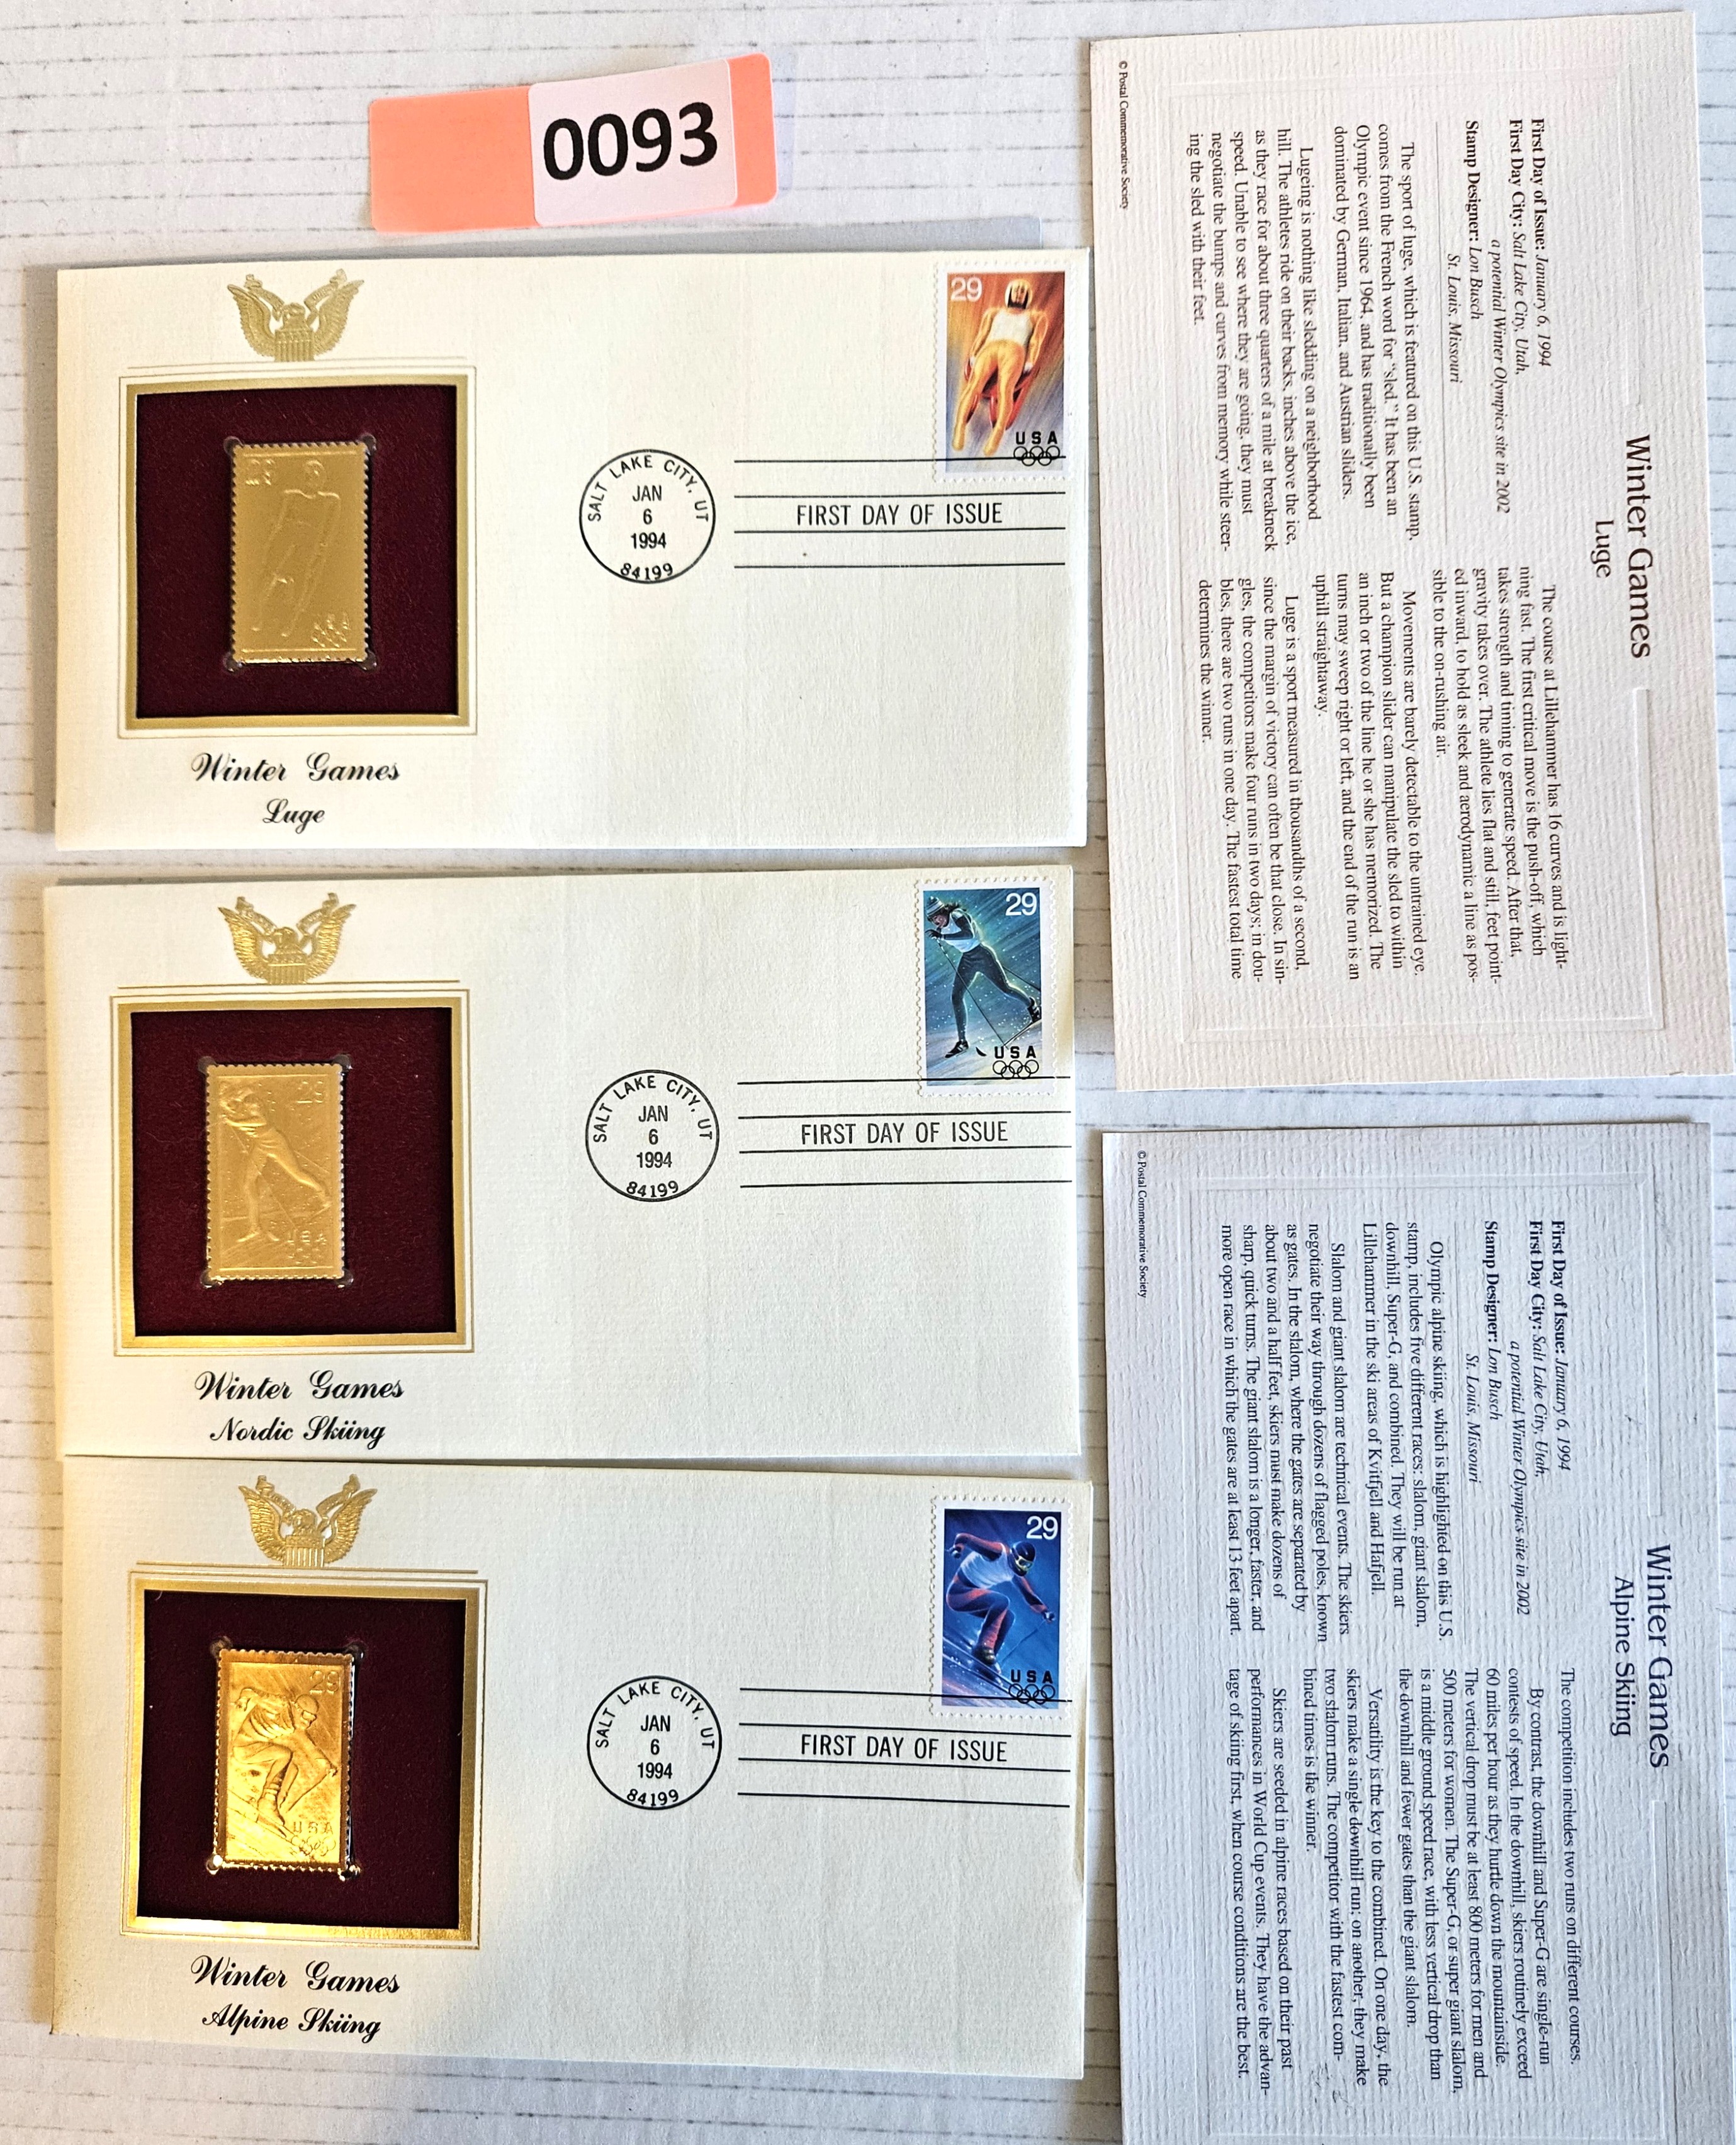 0093
29
USA
SALT LAKE CITY, UT
JAN
6
1994
84199
FIRST DAY OF ISSUE
29
Winter Games
Luge
29
USA
SALT LAKE CITY, UT
JAN
6
1994
84199
FIRST DAY OF ISSUE
29
USA
Winter Games
Nordic Skiing
29
USA
SALT LAKE CITY, UT
JAN
6
1994
84199
FIRST DAY OF ISSUE
29
USA
Winter Games
Alpine Skiing
Winter Games
Luge
First Day of Issue: January 6, 1994
First Day City: Salt Lake City, Utah,
a potential Winter Olympics site in 2002
Stamp Designer: Lon Busch
St. Louis, Missouri
The sport of luge, which is featured on this U.S. stamp,
comes from the French word for "sled." It has been an
Olympic event since 1964, and has traditionally been
dominated by German, Italian, and Austrian sliders.
Lugeing is nothing like sledding on a neighborhood
hill. The athletes ride on their backs, inches above the ice,
as they race for about three quarters of a mile at breakneck
speed. Unable to see where they are going, they must
negotiate the bumps and curves from memory while steer-
ing the sled with their feet.
The course at Lillehammer has 16 curves and is light-
ning fast. The first critical move is the push-off, which
takes strength and timing to generate speed. After that,
gravity takes over. The athlete lies flat and still, feet point-
ed inward, to hold as sleek and aerodynamic a line as pos-
sible to the on-rushing air.
Movements are barely detectable to the untrained eye.
But a champion slider can manipulate the sled to within
an inch or two of the line he or she has memorized. The
turns may sweep right or left, and the end of the run is an
uphill straightaway.
Luge is a sport measured in thousandths of a second,
since the margin of victory can often be that close. In sin-
gles, the competitors make four runs in two days; in dou-
bles, there are two runs in one day. The fastest total time
determines the winner.
© Postal Commemorative Society
Winter Games
Alpine Skiing
First Day of Issue: January 6, 1994
First Day City: Salt Lake City, Utah,
a potential Winter Olympics site in 2002
Stamp Designer: Lon Busch
St. Louis, Missouri
Olympic alpine skiing, which is highlighted on this U.S.
stamp, includes five different races: slalom, giant slalom,
downhill, Super-G, and combined. They will be run at
Lillehammer in the ski areas of Kvitfjell and Hafjell.
Slalom and giant slalom are technical events. The skiers
negotiate their way through dozens of flagged poles, known
as gates. In the slalom, where the gates are separated by
about two and a half feet, skiers must make dozens of
sharp, quick turns. The giant slalom is a longer, faster, and
more open race in which the gates are at least 13 feet apart.
The competition includes two runs on different courses.
By contrast, the downhill and Super-G are single-run
contests of speed. In the downhill, skiers routinely exceed
60 miles per hour as they hurtle down the mountainside.
The vertical drop must be at least 800 meters for men and
500 meters for women. The Super-G, or super giant slalom,
is a middle ground speed race, with less vertical drop than
the downhill and fewer gates than the giant slalom.
Versatility is the key to the combined. On one day, the
skiers make a single downhill run; on another, they make
two slalom runs. The competitor with the fastest com-
bined times is the winner.
Skiers are seeded in alpine races based on their past
performances in World Cup events. They have the advan-
tage of skiing first, when course conditions are the best.
© Postal Commemorative Society